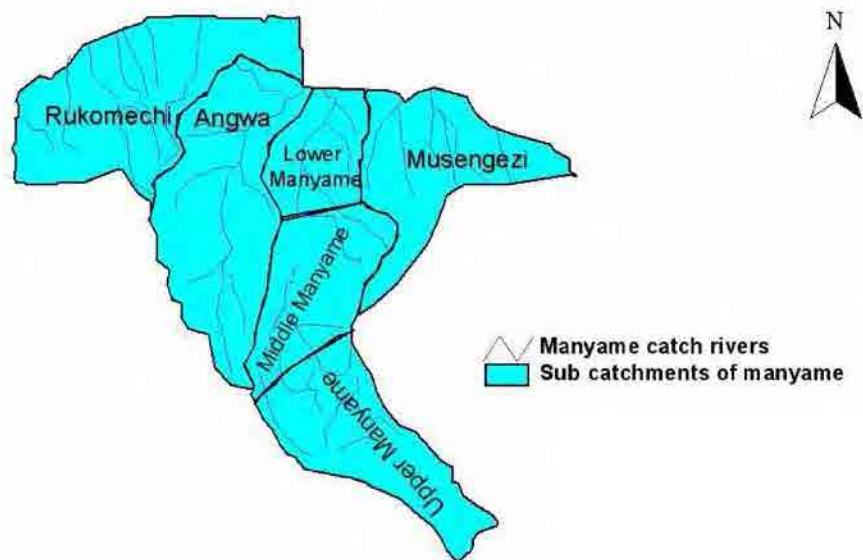 N
Rukomechi
Angwa
Lower
Manyame
Musengezi
Middle Manyame
Manyame catch rivers
Sub catchments of manyame
Upper Manyame